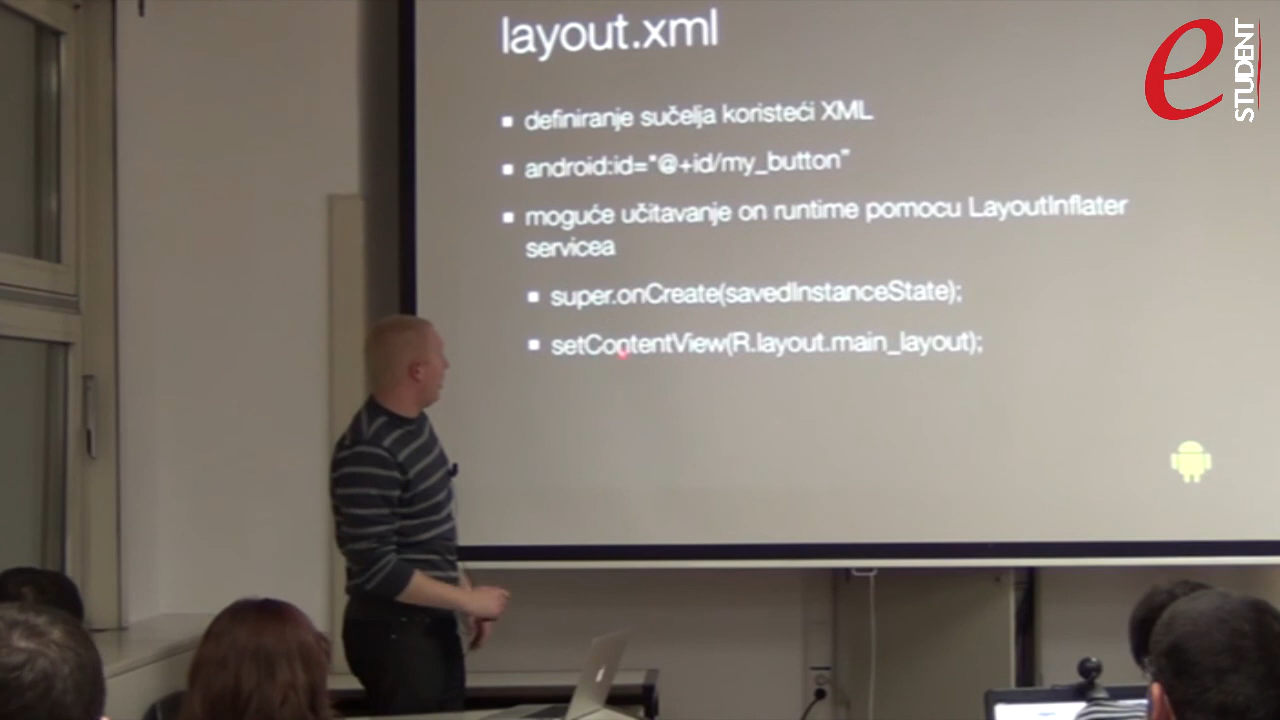 layout.xml
definiranje sučelja koristeći XML
android:id="@+id/my_button"
moguće učitavanje on runtime pomocu LayoutInflater
servicea
super.onCreate(savedInstanceState);
setContentView(R.layout.main_layout);
e STUDENT